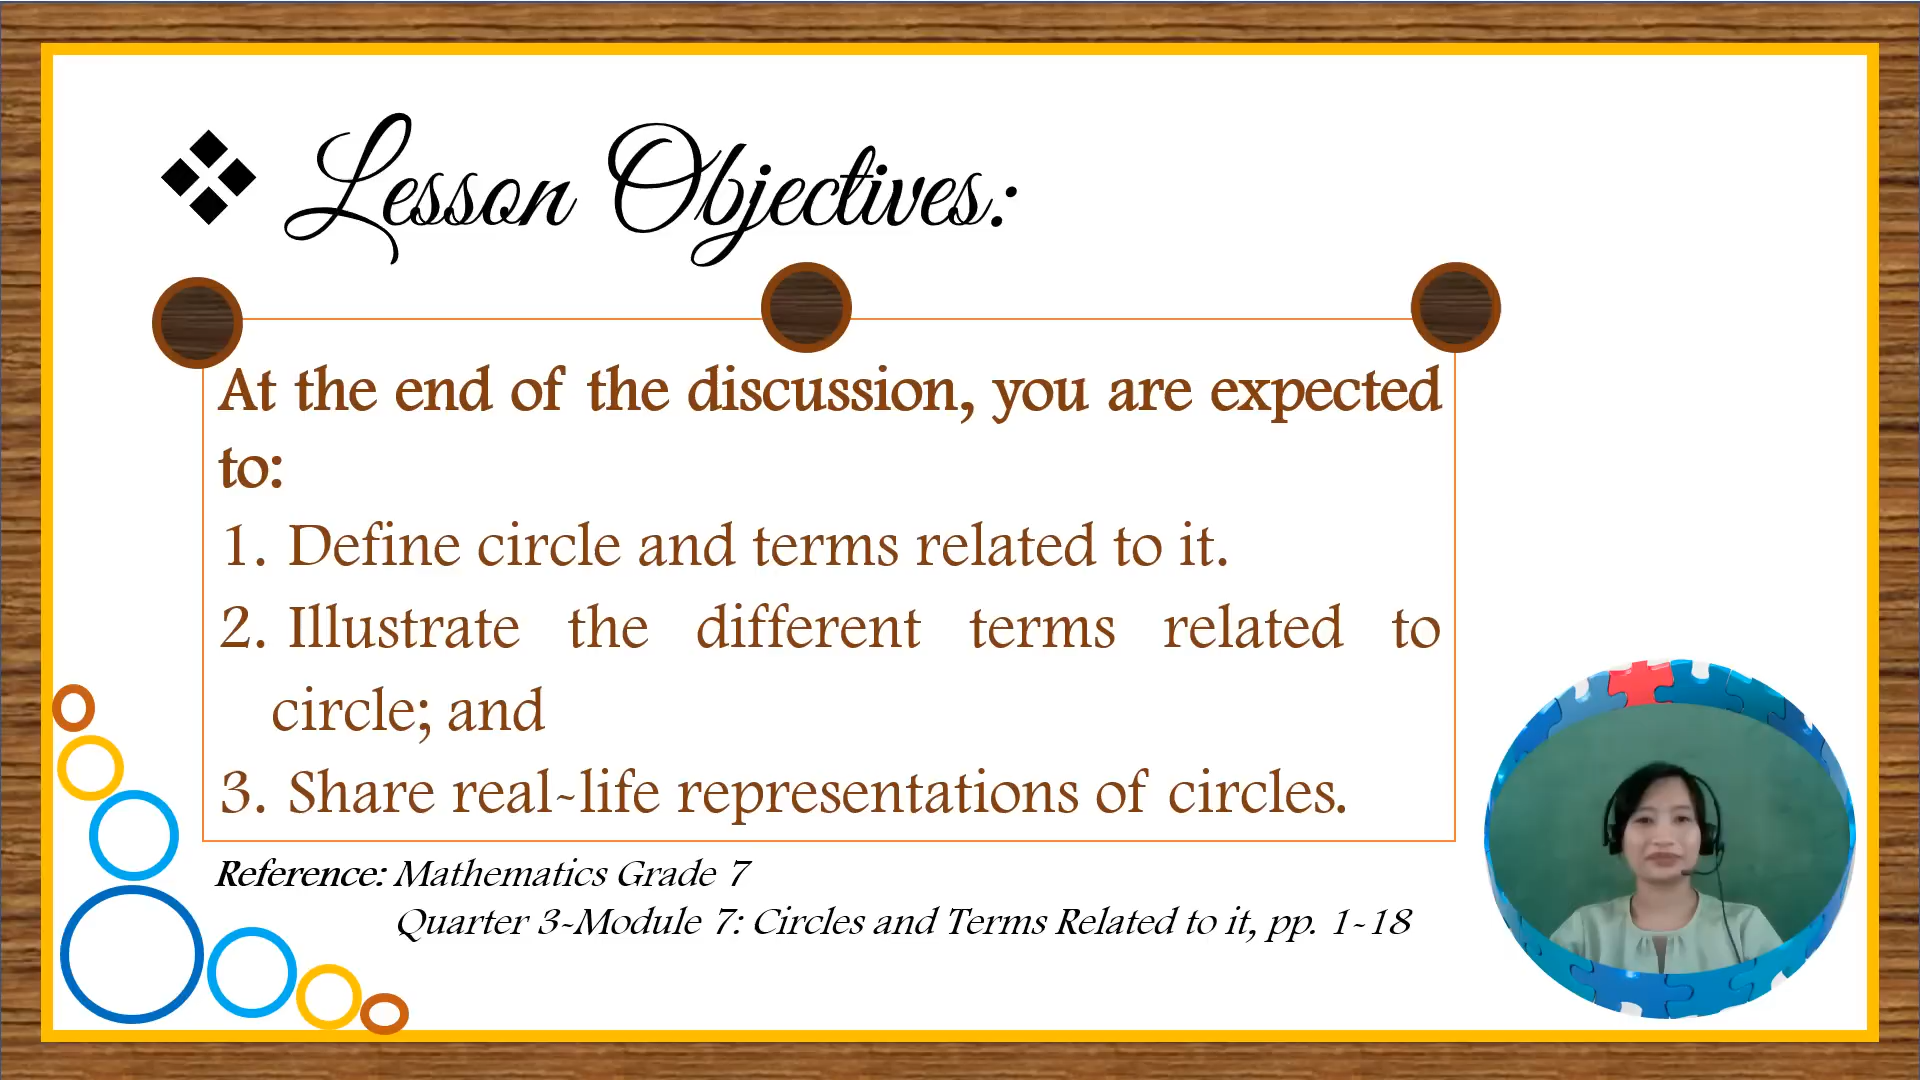 ❖ Lesson Objectives:
At the end of the discussion, you are expected
to:
1. Define circle and terms related to it.
2. Illustrate the different terms related to
circle; and
3. Share real-life representations of circles.
Reference: Mathematics Grade 7
Quarter 3-Module 7: Circles and Terms Related to it, pp. 1-18